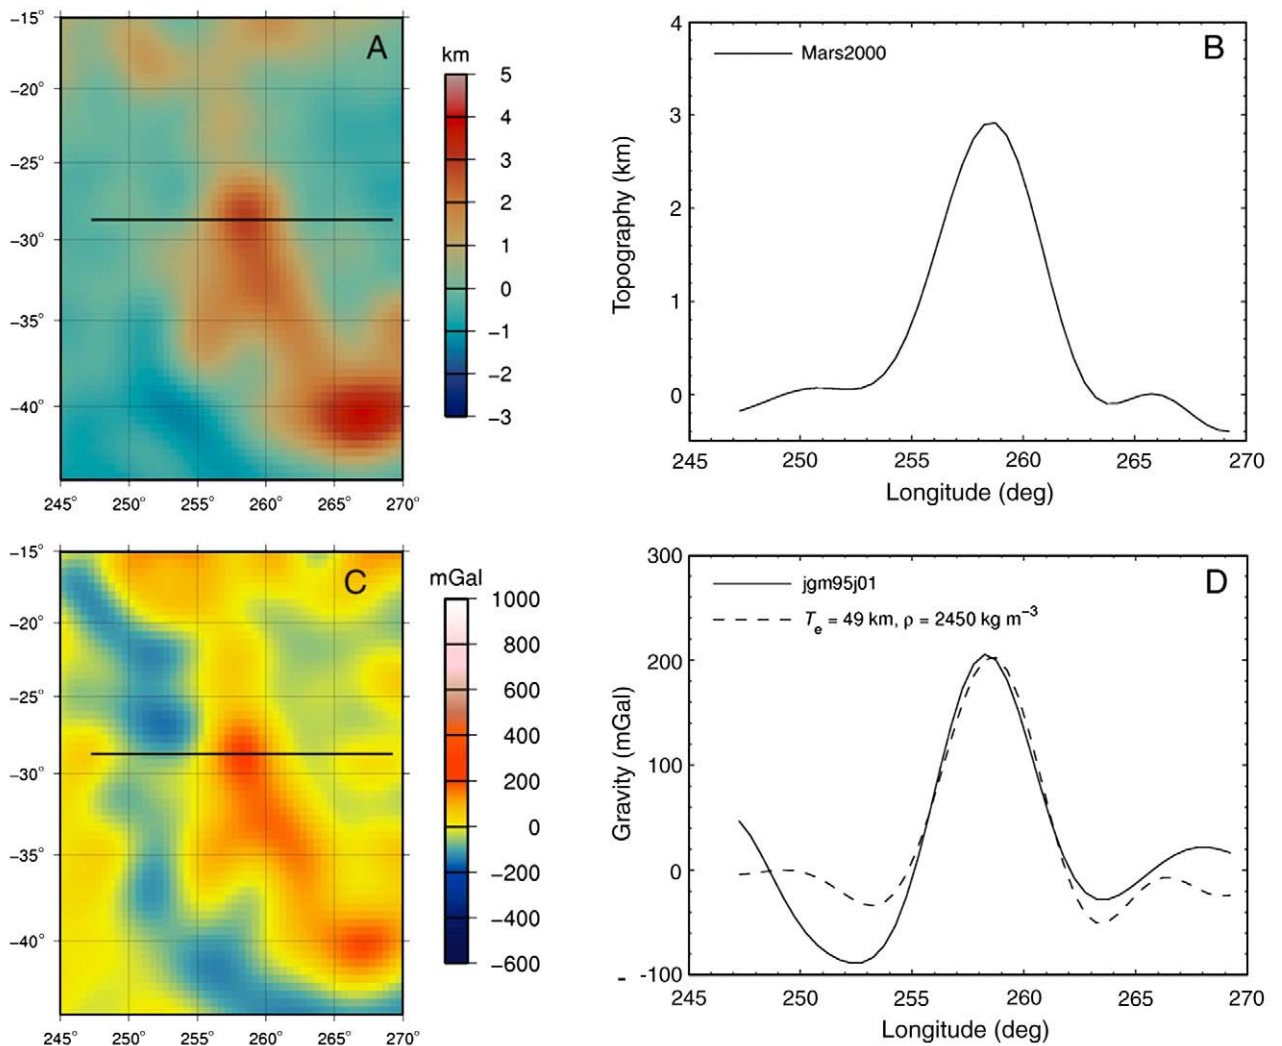 A
km
−15°
−20°
−25°
−30°
−35°
−40°
245° 250° 255° 260° 265° 270°
5
4
3
2
1
0
−1
−2
−3
B
Mars2000
Topography (km)
4
3
2
1
0
245 250 255 260 265 270
Longitude (deg)
C
mGal
−15°
−20°
−25°
−30°
−35°
−40°
245° 250° 255° 260° 265° 270°
1000
800
600
400
200
0
−200
−400
−600
D
jgm95j01
Te = 49 km, ρ = 2450 kg m−3
Gravity (mGal)
300
200
100
0
- -100
245 250 255 260 265 270
Longitude (deg)